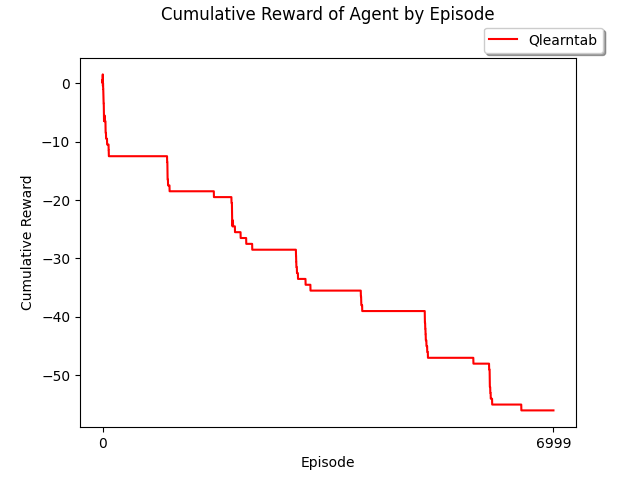 Cumulative Reward of Agent by Episode
Qlearntab
0
−10
−20
−30
−40
−50
Cumulative Reward
0
6999
Episode